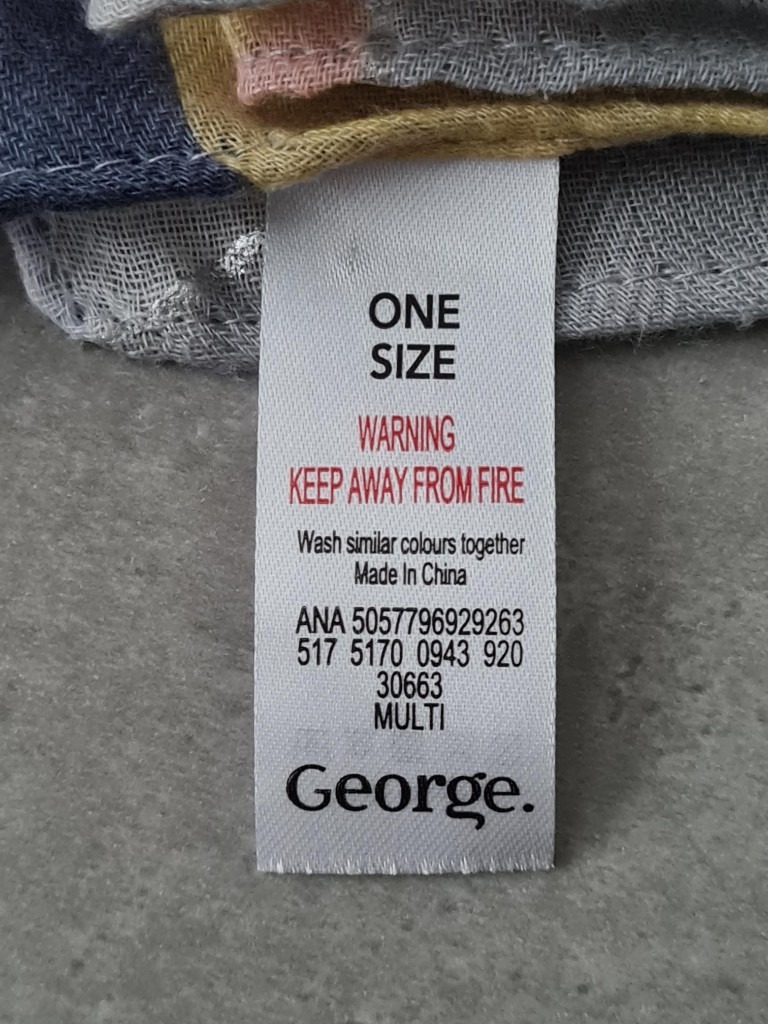 ONE
SIZE
WARNING
KEEP AWAY FROM FIRE
Wash similar colours together
Made In China
ANA 5057796929263
517 5170 0943 920
30663
MULTI
George.